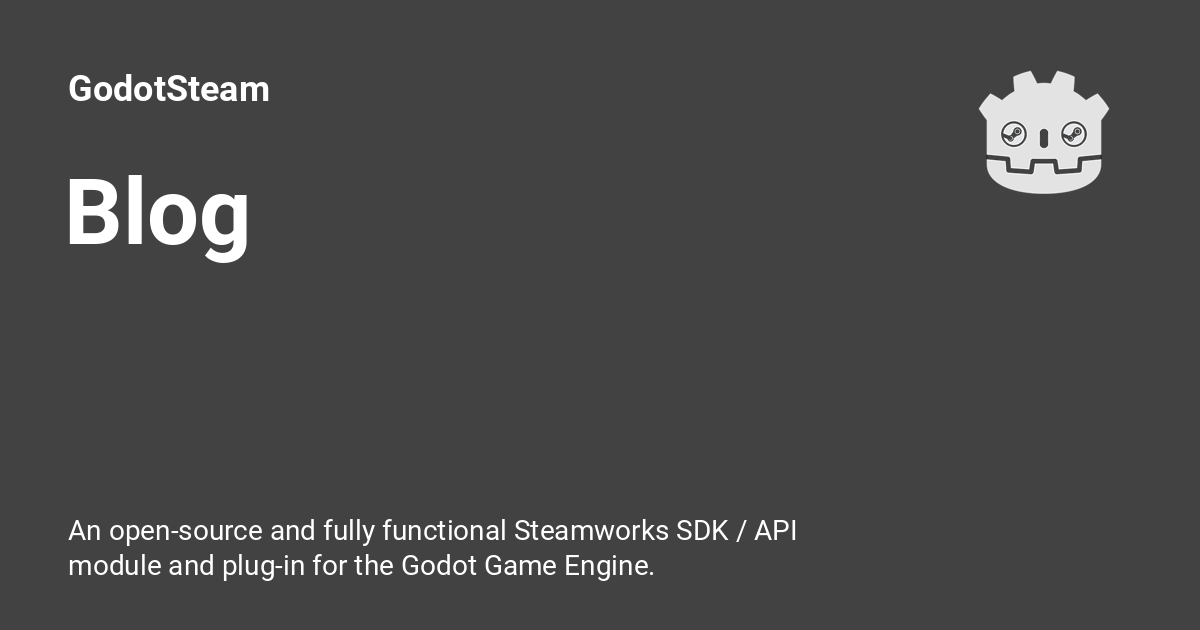 GodotSteam
Blog
An open-source and fully functional Steamworks SDK / API
module and plug-in for the Godot Game Engine.